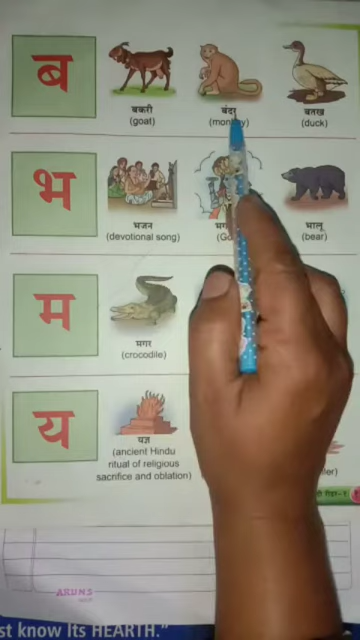 ब
बकरी
(goat)
बंदर
बतख
(duck)
भ
भजन
(devotional song)
भालू
(bear)
म
मगर
(crocodile)
य
यज्ञ
(ancient Hindu
ritual of religious
sacrifice and oblation)
ARUNS
st know Its HEARTH."